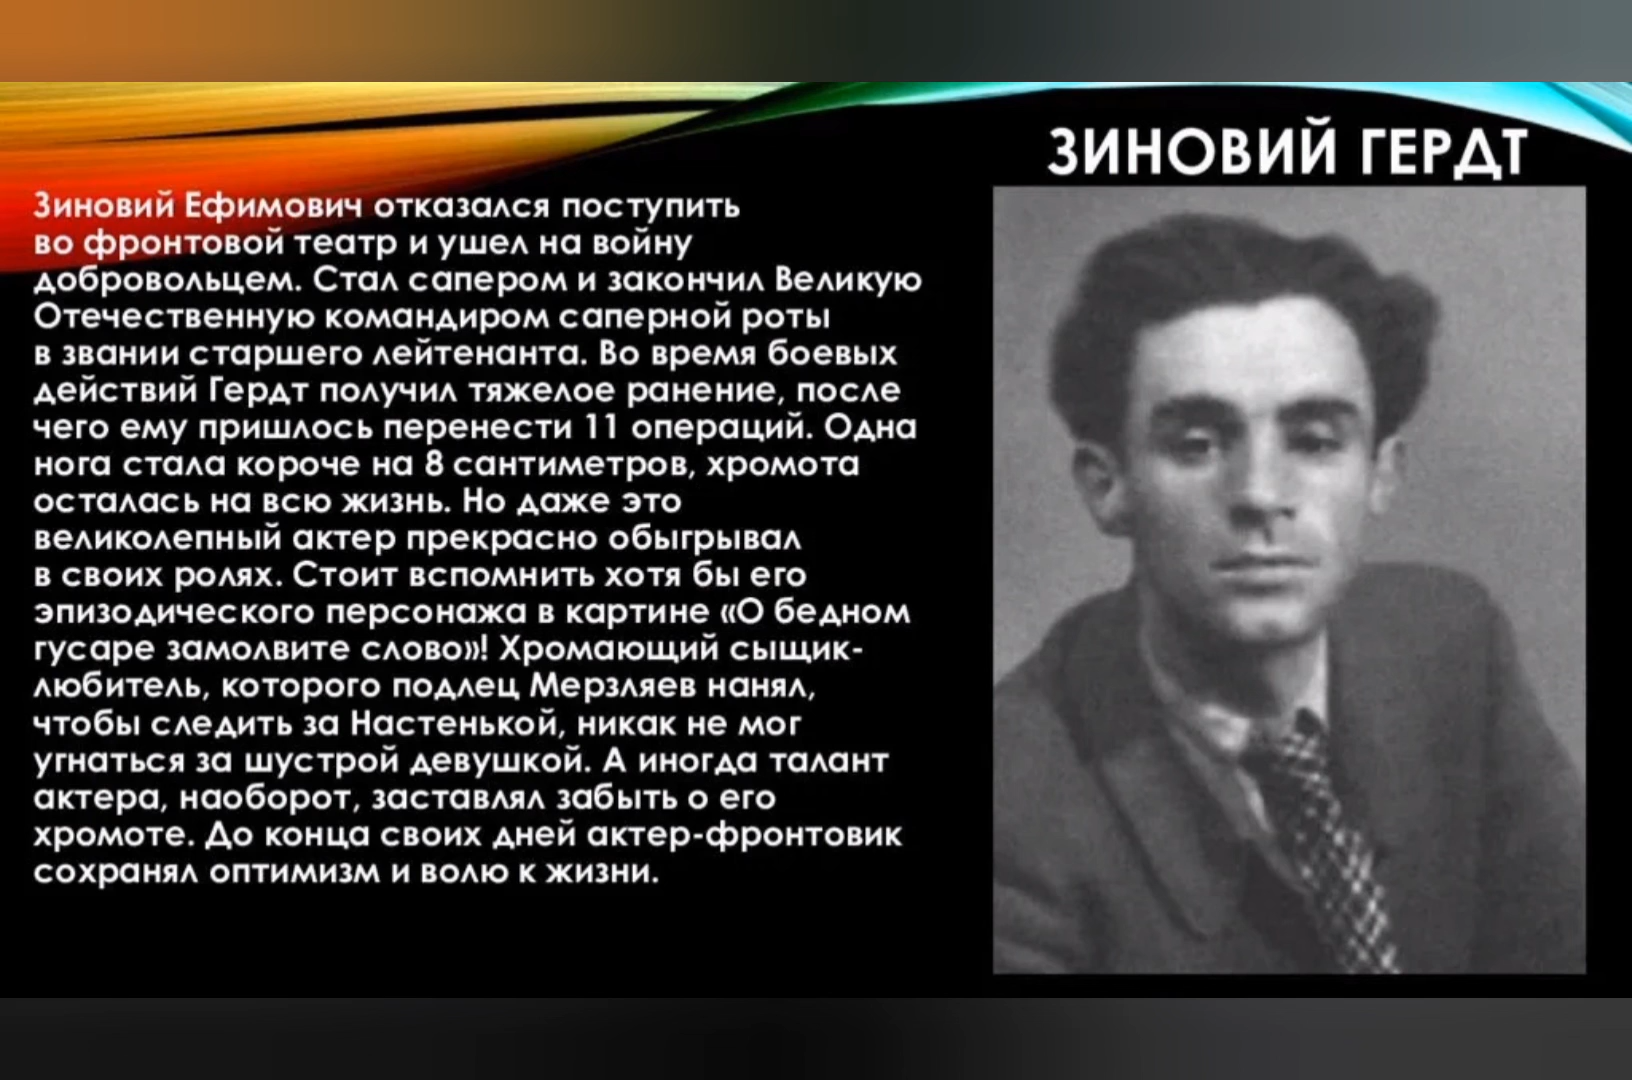 ЗИНОВИЙ ГЕРДТ
Зиновий Ефимович отказался поступить
во фронтовой театр и ушел на войну
добровольцем. Стал сапером и закончил Великую
Отечественную командиром саперной роты
в звании старшего лейтенанта. Во время боевых
действий Гердт получил тяжелое ранение, после
чего ему пришлось перенести 11 операций. Одна
нога стала короче на 8 сантиметров, хромота
осталась на всю жизнь. Но даже это
великолепный актер прекрасно обыгрывал
в своих ролях. Стоит вспомнить хотя бы его
эпизодического персонажа в картине «О бедном
гусаре замолвите слово»! Хромающий сыщик-
любитель, которого подлец Мерзляев нанял,
чтобы следить за Настенькой, никак не мог
угнаться за шустрой девушкой. А иногда талант
актера, наоборот, заставлял забыть о его
хромоте. До конца своих дней актер-фронтовик
сохранял оптимизм и волю к жизни.